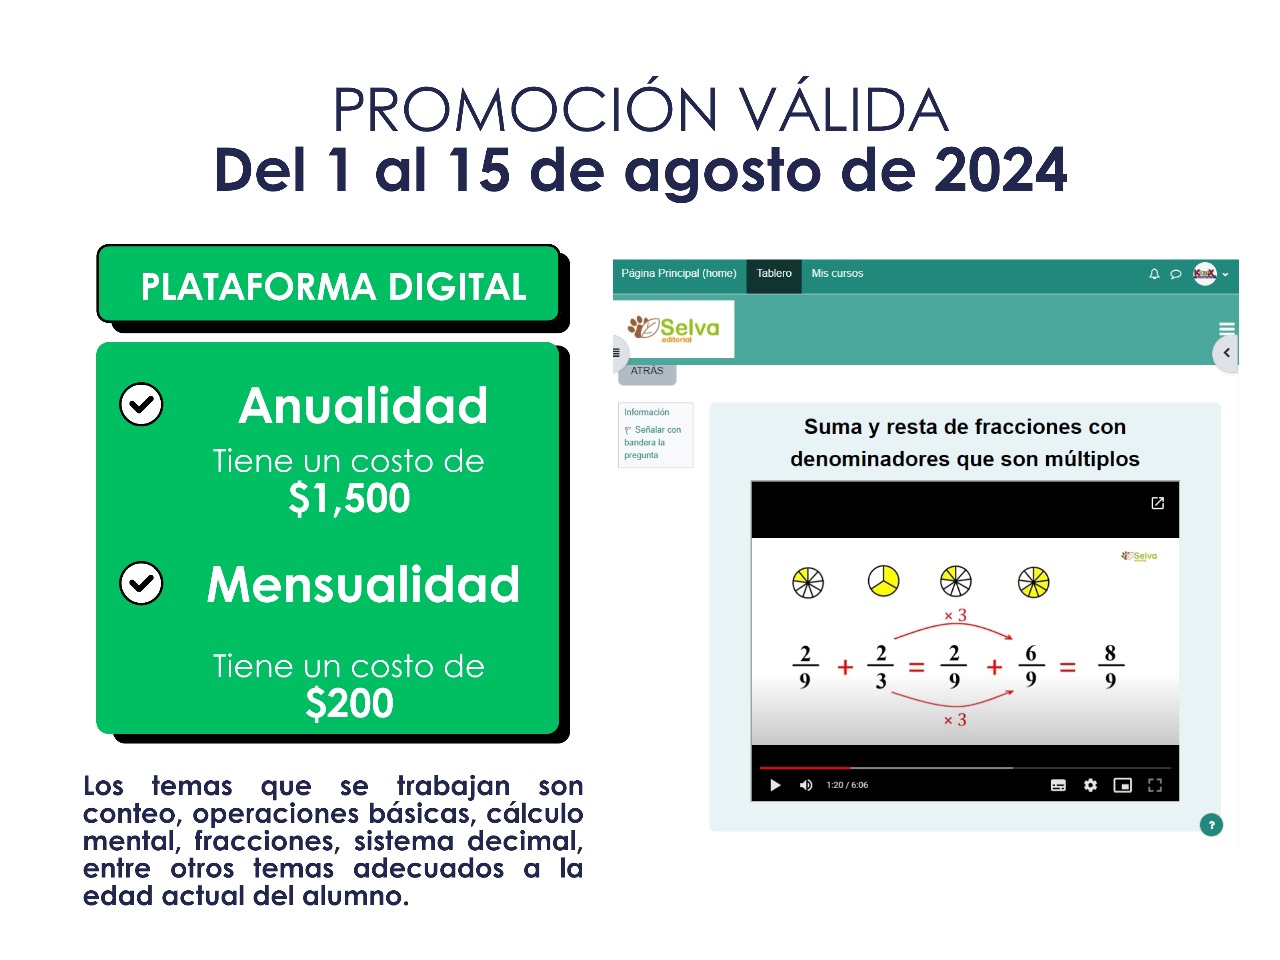 PROMOCIÓN VÁLIDA
Del 1 al 15 de agosto de 2024
PLATAFORMA DIGITAL
Anualidad
Tiene un costo de
$1,500
Mensualidad
Tiene un costo de
$200
Los temas que se trabajan son
conteo, operaciones básicas, cálculo
mental, fracciones, sistema decimal,
entre otros temas adecuados a la
edad actual del alumno.
Página Principal (home) Tablero Mis cursos
Selva
editorial
ATRÁS
Información
Señalar con
bandera la
pregunta
Suma y resta de fracciones con
denominadores que son múltiplos
Selva
× 3
2/9 + 2/3 = 2/9 + 6/9 = 8/9
× 3
1:20 / 6:06
?